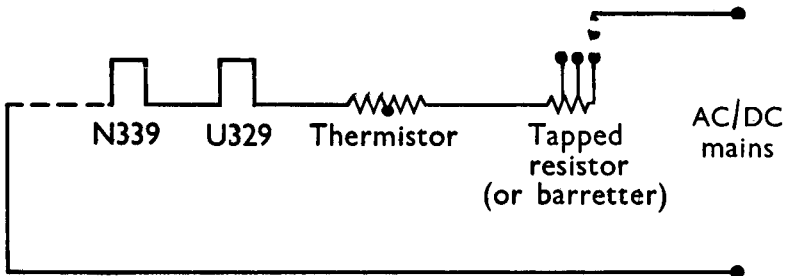 N339
U329
Thermistor
Tapped
resistor
(or barretter)
AC/DC
mains